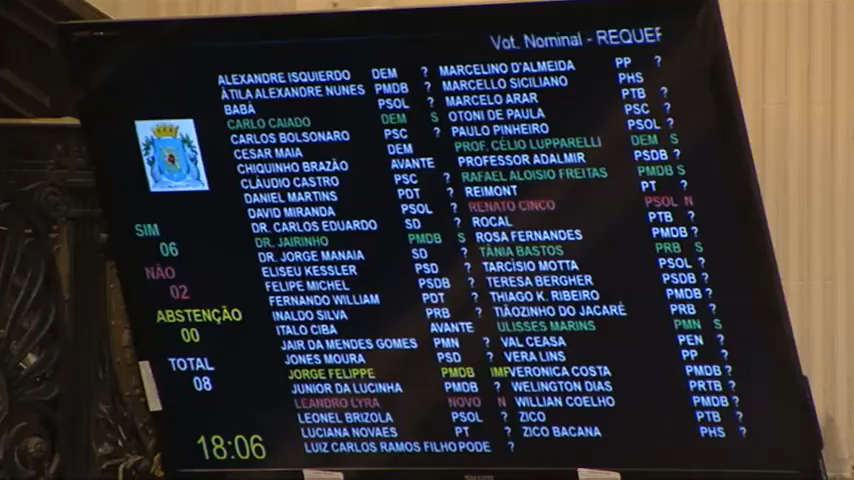 Vot. Nominal - REQUER
ALEXANDRE ISQUIERDO DEM ?
ÀTILA ALEXANDRE NUNES PMDB ?
BABÁ PSOL ?
CARLO CAIADO DEM S
CARLOS BOLSONARO PSC ?
CESAR MAIA DEM
CHIQUINHO BRAZÃO AVANTE
CLÁUDIO CASTRO PSC ?
DANIEL MARTINS PDT ?
DAVID MIRANDA PSOL ?
DR. CARLOS EDUARDO SD ?
DR. JAIRINHO PMDB S
DR. JORGE MANAIA SD ?
ELISEU KESSLER PSD ?
FELIPE MICHEL PSDB ?
FERNANDO WILLIAM PDT ?
INALDO SILVA PRB ?
ITALO CIBA AVANTE
JAIR DA MENDES GOMES PMN ?
JONES MOURA PSD ?
JORGE FELIPPE PMDB IMP
JUNIOR DA LUCINHA PMDB ?
LEANDRO LYRA NOVO N
LEONEL BRIZOLA PSOL ?
LUCIANA NOVAES PT ?
LUIZ CARLOS RAMOS FILHO PODE ?
MARCELINO D'ALMEIDA PP ?
MARCELLO SICILIANO PHS
MARCELO ARAR PTB ?
OTONI DE PAULA PSC ?
PAULO PINHEIRO PSOL ?
PROF. CÉLIO LUPPARELLI DEM S
PROFESSOR ADALMIR PSDB ?
RAFAEL ALOISIO FREITAS PMDB S
REIMONT PT ?
RENATO CINCO PSOL N
ROCAL PTB ?
ROSA FERNANDES PMDB ?
TÂNIA BASTOS PRB S
TARCÍSIO MOTTA PSOL ?
TERESA BERGHER PSDB ?
THIAGO K. RIBEIRO PMDB ?
TIÃOZINHO DO JACARÉ PRB ?
ULISSES MARINS PMN S
VAL CEASA PEN ?
VERA LINS PP ?
VERONICA COSTA PMDB ?
WELINGTON DIAS PRTB ?
WILLIAN COELHO PMDB ?
ZICO PTB ?
ZICO BACANA PHS ?
SIM
06
NÃO
02
ABSTENÇÃO
00
TOTAL
08
18:06